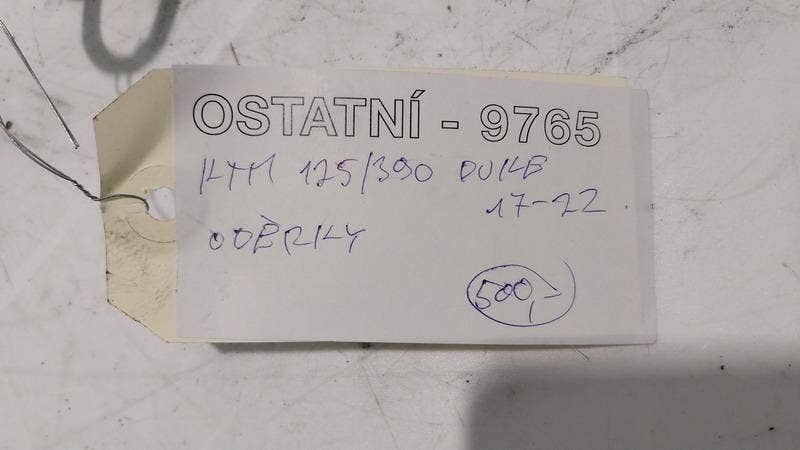 OSTATNÍ - 9765
KTM 125/390 DUKE
17-22
ODĚRKY
500,-